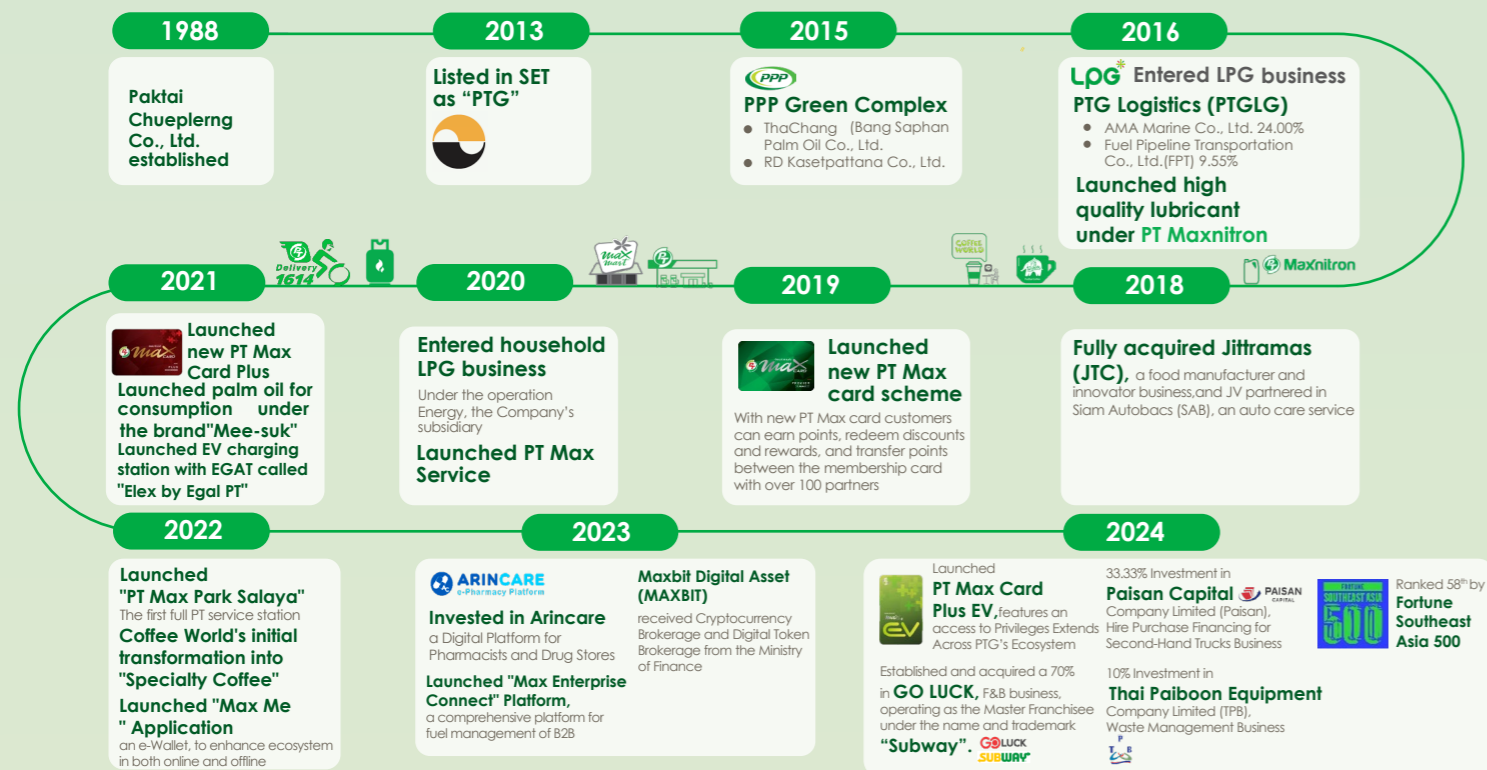 1988
Paktai
Chueplerng
Co., Ltd.
established
2013
Listed in SET
as “PTG”
2015
PPP
PPP Green Complex
● ThaChang (Bang Saphan
Palm Oil Co., Ltd.
● RD Kasetpattana Co., Ltd.
2016
LPG Entered LPG business
PTG Logistics (PTGLG)
● AMA Marine Co., Ltd. 24.00%
● Fuel Pipeline Transportation
Co., Ltd.(FPT) 9.55%
Launched high
quality lubricant
under PT Maxnitron
2021
PT
Delivery
1614
Launched
new PT Max
Card Plus
Launched palm oil for
consumption under
the brand"Mee-suk"
Launched EV charging
station with EGAT called
"Elex by Egal PT"
2020
max
mart
PT
Entered household
LPG business
Under the operation
Energy, the Company’s
subsidiary
Launched PT Max
Service
2019
COFFEE
WORLD
max
Launched
new PT Max
card scheme
With new PT Max card customers
can earn points, redeem discounts
and rewards, and transfer points
between the membership card
with over 100 partners
2018
Maxnitron
Fully acquired Jittramas
(JTC), a food manufacturer and
innovator business,and JV partnered in
Siam Autobacs (SAB), an auto care service
2022
Launched
"PT Max Park Salaya"
The first full PT service station
Coffee World's initial
transformation into
"Specialty Coffee"
Launched "Max Me
" Application
an e-Wallet, to enhance ecosystem
in both online and offline
2023
ARINCARE
e-Pharmacy Platform
Invested in Arincare
a Digital Platform for
Pharmacists and Drug Stores
Launched "Max Enterprise
Connect" Platform,
a comprehensive platform for
fuel management of B2B
Maxbit Digital Asset
(MAXBIT)
received Cryptocurrency
Brokerage and Digital Token
Brokerage from the Ministry
of Finance
2024
EV
Launched
PT Max Card
Plus EV,features an
access to Privileges Extends
Across PTG's Ecosystem
Established and acquired a 70%
in GO LUCK, F&B business,
operating as the Master Franchisee
under the name and trademark
“Subway”.
GOLUCK
SUBWAY
33.33% Investment in
Paisan Capital
PAISAN
CAPITAL
Company Limited (Paisan),
Hire Purchase Financing for
Second-Hand Trucks Business
10% Investment in
Thai Paiboon Equipment
Company Limited (TPB),
Waste Management Business
T P B
FORTUNE
SOUTHEAST ASIA
500
Ranked 58th by
Fortune
Southeast
Asia 500